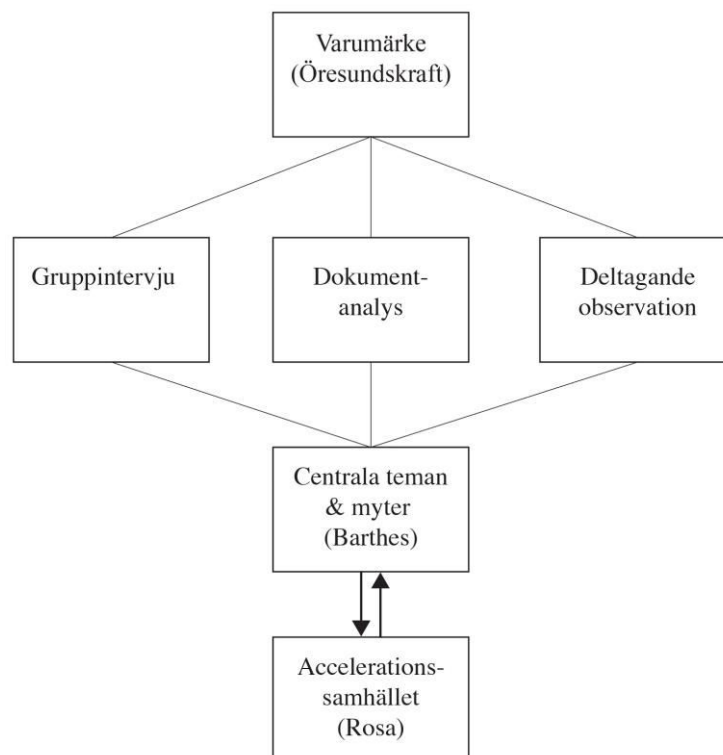 Varumärke
(Öresundskraft)
Gruppintervju
Dokument-
analys
Deltagande
observation
Centrala teman
& myter
(Barthes)
Accelerations-
samhället
(Rosa)